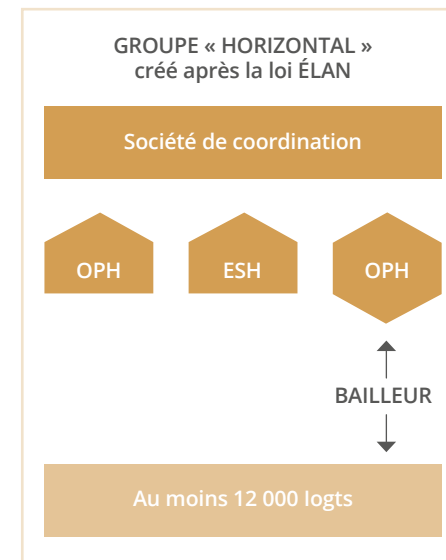 GROUPE « HORIZONTAL »
créé après la loi ÉLAN
Société de coordination
OPH
ESH
OPH
BAILLEUR
Au moins 12 000 logts